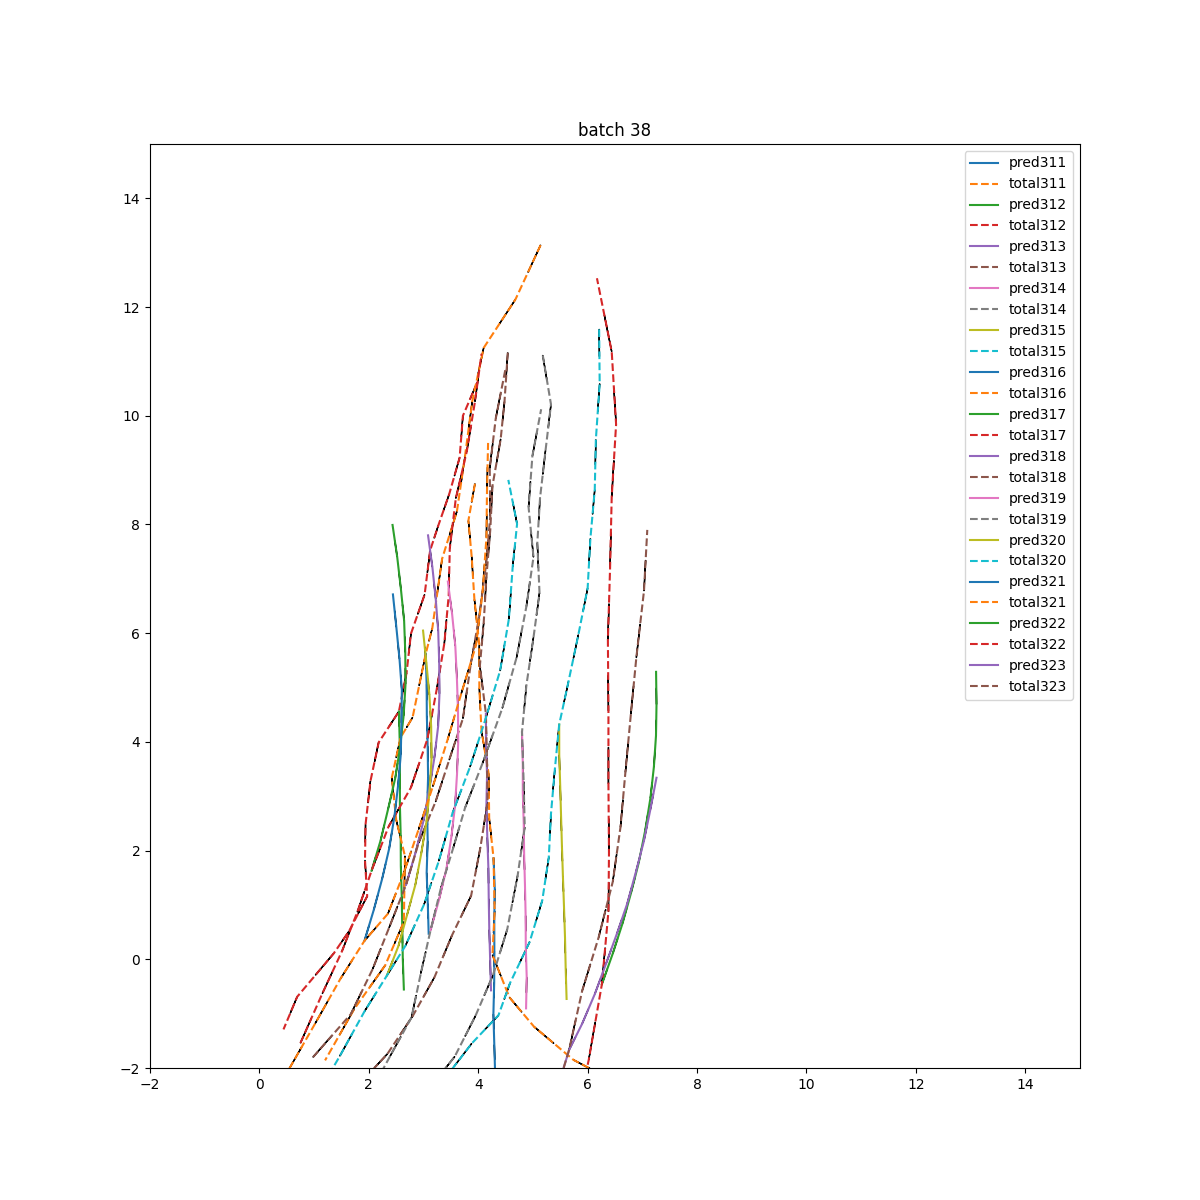 batch 38
14
12
10
8
6
4
2
0
−2
−2
0
2
4
6
8
10
12
14
pred311
total311
pred312
total312
pred313
total313
pred314
total314
pred315
total315
pred316
total316
pred317
total317
pred318
total318
pred319
total319
pred320
total320
pred321
total321
pred322
total322
pred323
total323